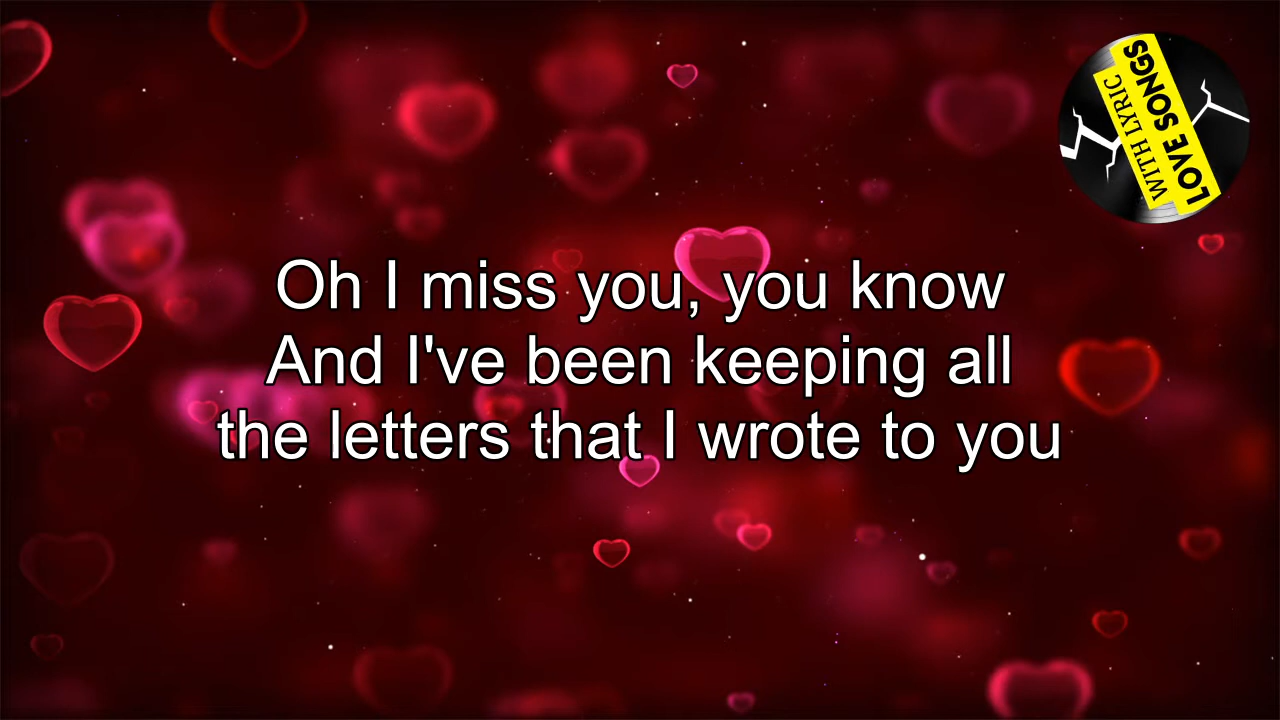 Oh I miss you, you know
And I've been keeping all
the letters that I wrote to you
WITH LYRIC
LOVE SONGS